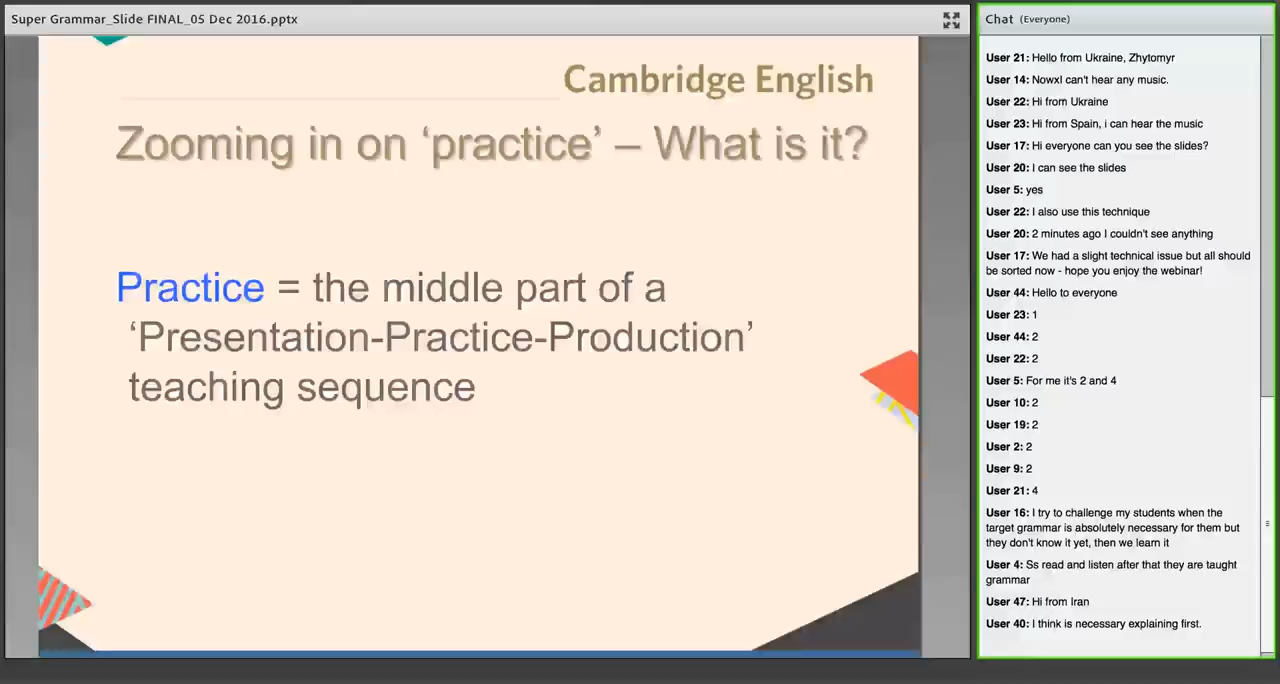 Super Grammar_Slide FINAL_05 Dec 2016.pptx
Cambridge English
Zooming in on ‘practice’ – What is it?
Practice = the middle part of a
‘Presentation-Practice-Production’
teaching sequence
Chat (Everyone)
User 21: Hello from Ukraine, Zhytomyr
User 14: NowxI can't hear any music.
User 22: Hi from Ukraine
User 23: Hi from Spain, i can hear the music
User 17: Hi everyone can you see the slides?
User 20: I can see the slides
User 5: yes
User 22: I also use this technique
User 20: 2 minutes ago I couldn't see anything
User 17: We had a slight technical issue but all should
be sorted now - hope you enjoy the webinar!
User 44: Hello to everyone
User 23: 1
User 44: 2
User 22: 2
User 5: For me it's 2 and 4
User 10: 2
User 19: 2
User 2: 2
User 9: 2
User 21: 4
User 16: I try to challenge my students when the
target grammar is absolutely necessary for them but
they don't know it yet, then we learn it
User 4: Ss read and listen after that they are taught
grammar
User 47: Hi from Iran
User 40: I think is necessary explaining first.